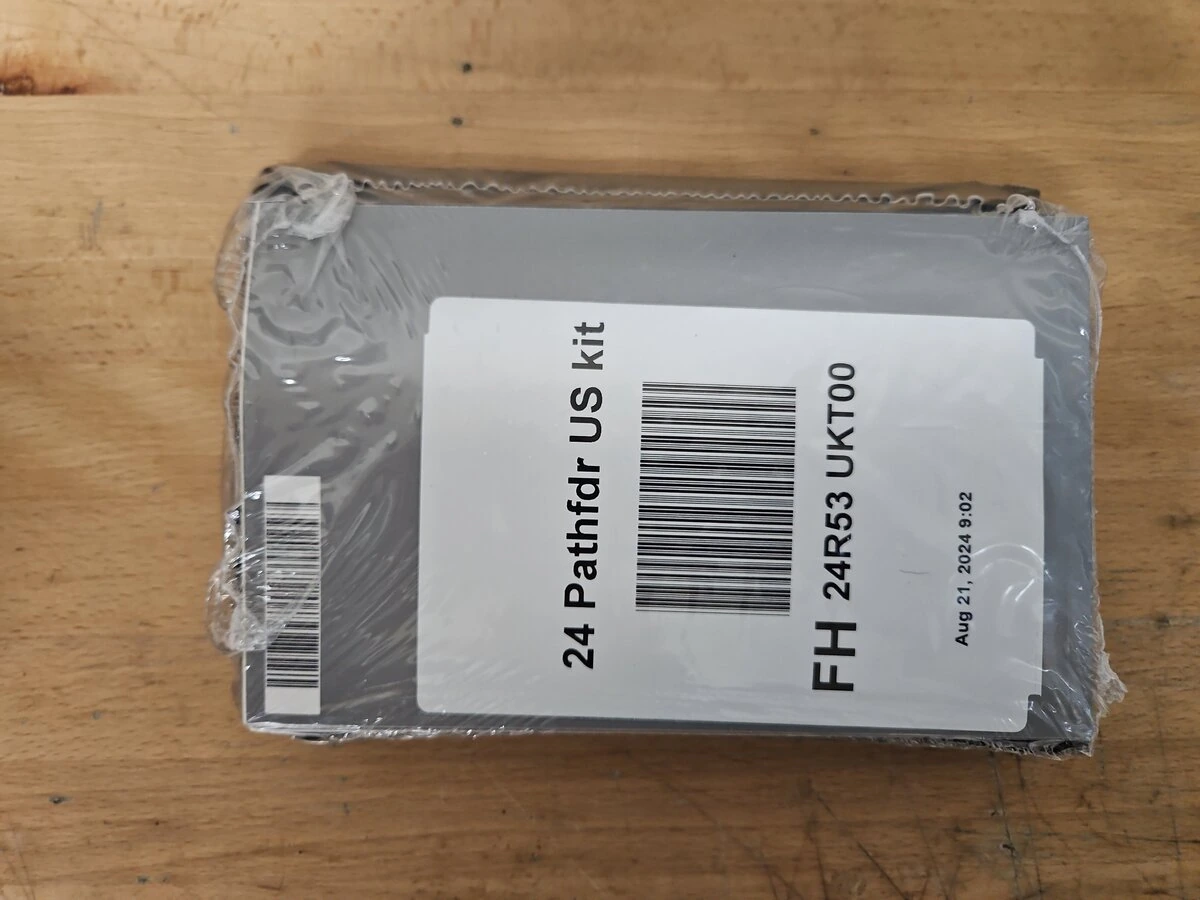 24 Pathfdr US kit
FH 24R53 UKT00
Aug 21, 2024 9:02